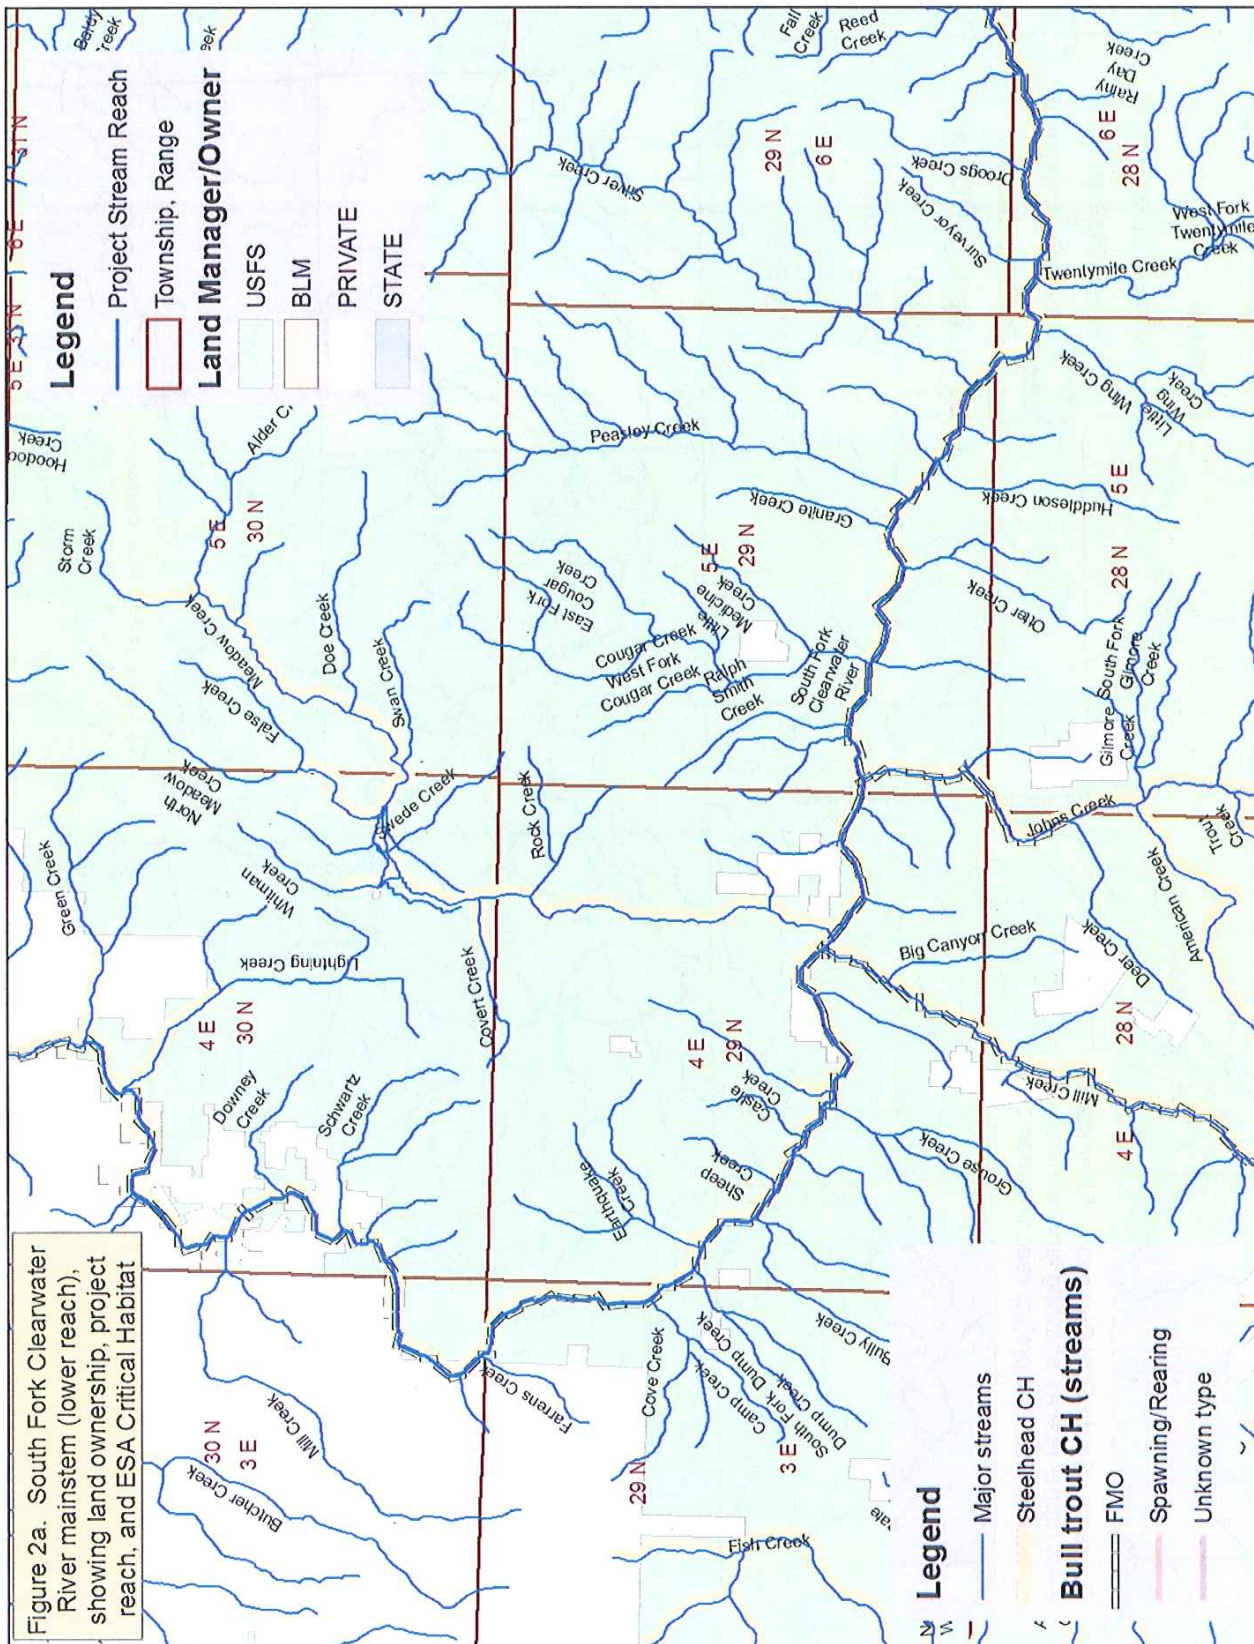 Figure 2a. South Fork Clearwater
River mainstem (lower reach),
showing land ownership, project
reach, and ESA Critical Habitat
Legend
Project Stream Reach
Township, Range
Land Manager/Owner
USFS
BLM
PRIVATE
STATE
Legend
Major streams
Steelhead CH
Bull trout CH (streams)
FMO
Spawning/Rearing
Unknown type
Butcher Creek
30 N
3 E
Mill Creek
Farrens Creek
29 N
Cove Creek
Camp Creek
South Fork Dump Creek
Dump Creek
3 E
Bully Creek
Fish Creek
Green Creek
Downey
Creek
4 E
30 N
Schwartz
Creek
Lightning Creek
Whitman
Creek
North
Meadow
Creek
Covert Creek
Swede Creek
Rock Creek
Earthquake
Creek
Sheep
Creek
Castle
Creek
4 E
29 N
Grouse Creek
Mill Creek
4 E
28 N
Big Canyon Creek
Deer Creek
American Creek
Johns Creek
Trout
Creek
Storm
Creek
Hoodoo
Creek
Alder C
5 E
30 N
Meadow Creek
False Creek
Doe Creek
Swan Creek
East Fork
Cougar
Creek
Cougar Creek
West Fork
Cougar Creek
Ralph
Smith
Creek
Little
Medicine
Creek
5 E
29 N
South Fork
Clearwater
River
Peasley Creek
Granite Creek
Huddleson Creek
Otter Creek
Gilmore
Creek
South Fork
Gilmore
Creek
5 E
28 N
Wing Creek
Little
Wing
Creek
Baldy
Creek
5 E
6 E
31 N
Fall
Creek
Reed
Creek
Silver Creek
29 N
6 E
Droogs Creek
Surveyor Creek
Twentymile Creek
West Fork
Twentymile
Creek
Rainy
Day
Creek
6 E
28 N